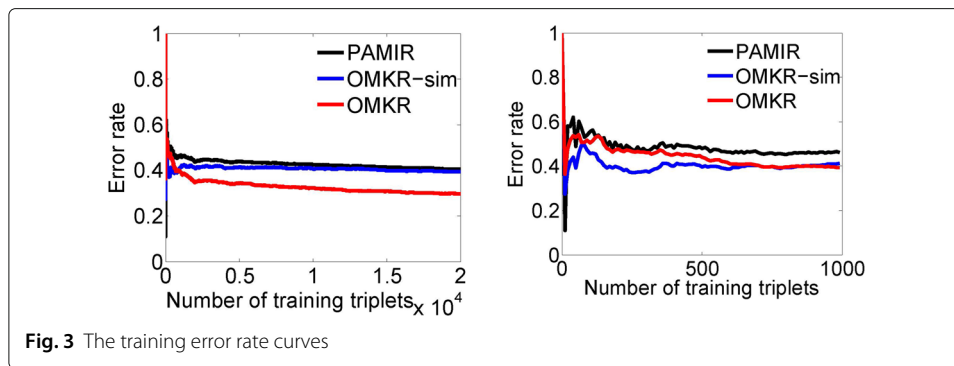 1
0.8
0.6
0.4
0.2
0
Error rate
PAMIR
OMKR-sim
OMKR
0 0.5 1 1.5 2
Number of training triplets x 10^4
1
0.8
0.6
0.4
0.2
0
Error rate
PAMIR
OMKR-sim
OMKR
0 500 1000
Number of training triplets
Fig. 3 The training error rate curves